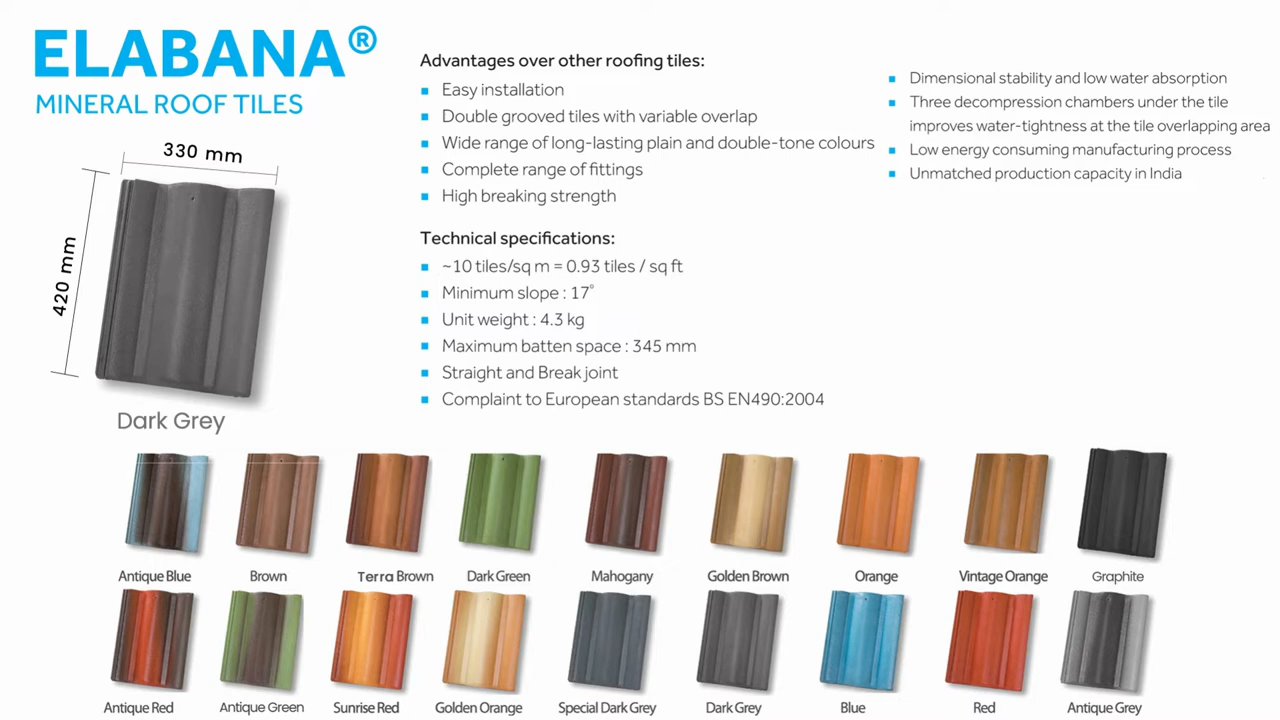 ELABANA®
MINERAL ROOF TILES
330 mm
420 mm
Dark Grey
Advantages over other roofing tiles:
Easy installation
Double grooved tiles with variable overlap
Wide range of long-lasting plain and double-tone colours
Complete range of fittings
High breaking strength
Dimensional stability and low water absorption
Three decompression chambers under the tile
improves water-tightness at the tile overlapping area
Low energy consuming manufacturing process
Unmatched production capacity in India
Technical specifications:
~10 tiles/sq m = 0.93 tiles / sq ft
Minimum slope : 17°
Unit weight : 4.3 kg
Maximum batten space : 345 mm
Straight and Break joint
Complaint to European standards BS EN490:2004
Antique Blue
Brown
Terra Brown
Dark Green
Mahogany
Golden Brown
Orange
Vintage Orange
Graphite
Antique Red
Antique Green
Sunrise Red
Golden Orange
Special Dark Grey
Dark Grey
Blue
Red
Antique Grey